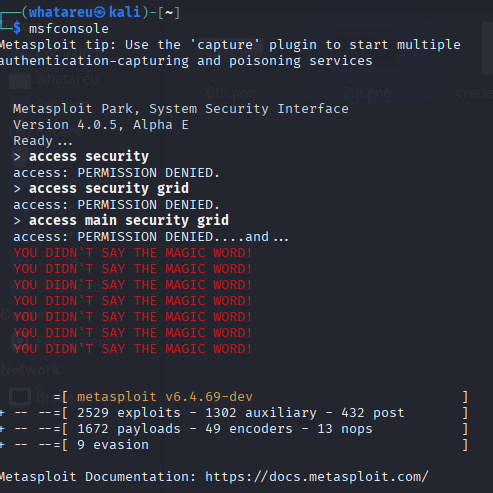 ┌──(whatareu㉿kali)-[~]
└─$ msfconsole
Metasploit tip: Use the 'capture' plugin to start multiple
authentication-capturing and poisoning services
whatareu
6th.png
7th.png
Metasploit Park, System Security Interface
Version 4.0.5, Alpha E
Ready...
> access security
access: PERMISSION DENIED.
> access security grid
access: PERMISSION DENIED.
> access main security grid
access: PERMISSION DENIED....and...
YOU DIDN'T SAY THE MAGIC WORD!
YOU DIDN'T SAY THE MAGIC WORD!
YOU DIDN'T SAY THE MAGIC WORD!
YOU DIDN'T SAY THE MAGIC WORD!
YOU DIDN'T SAY THE MAGIC WORD!
YOU DIDN'T SAY THE MAGIC WORD!
YOU DIDN'T SAY THE MAGIC WORD!
Network
=[ metasploit v6.4.69-dev ]
+ -- --=[ 2529 exploits - 1302 auxiliary - 432 post ]
+ -- --=[ 1672 payloads - 49 encoders - 13 nops ]
+ -- --=[ 9 evasion ]
Metasploit Documentation: https://docs.metasploit.com/